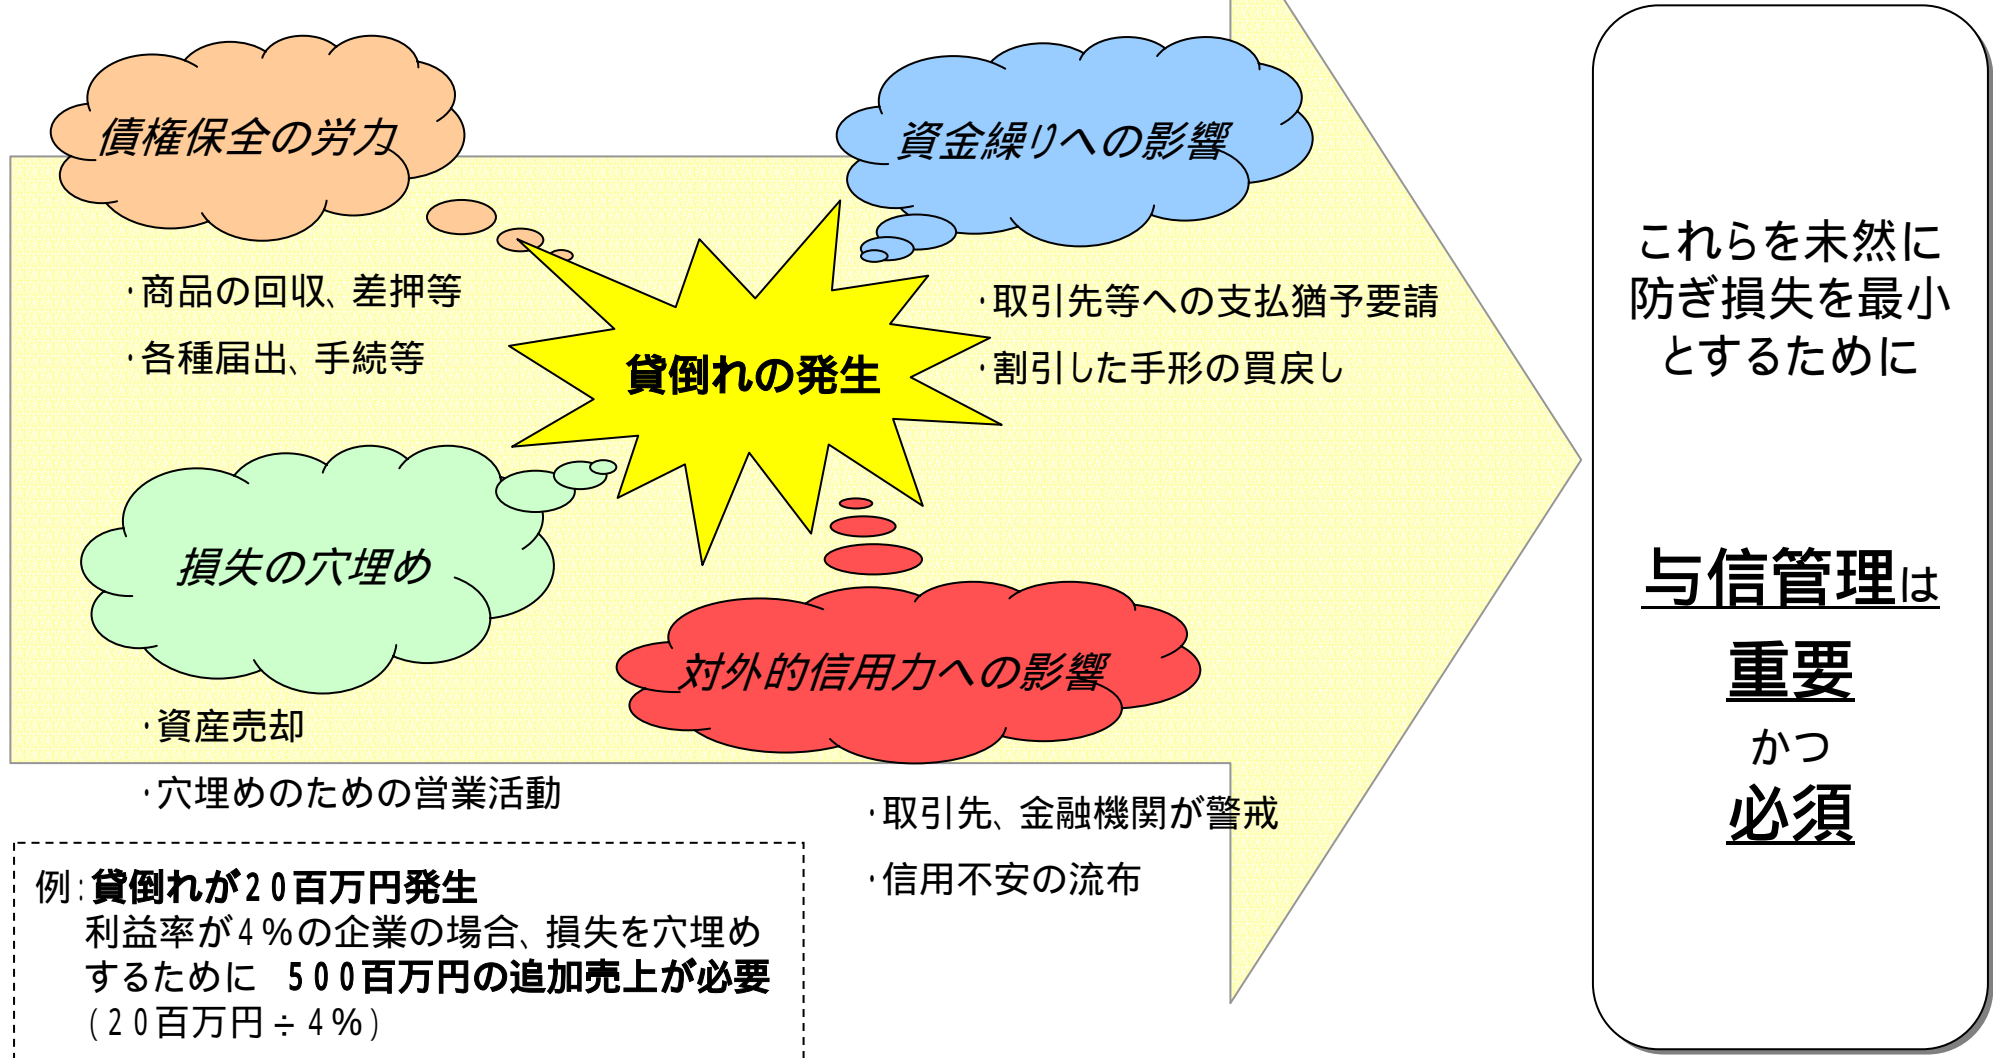 債権保全の労力
・商品の回収、差押等
・各種届出、手続等
資金繰りへの影響
・取引先等への支払猶予要請
・割引した手形の買戻し
貸倒れの発生
損失の穴埋め
・資産売却
・穴埋めのための営業活動
対外的信用力への影響
・取引先、金融機関が警戒
・信用不安の流布
例：貸倒れが20百万円発生
利益率が4%の企業の場合、損失を穴埋め
するために　500百万円の追加売上が必要
(20百万円÷4%)
これらを未然に
防ぎ損失を最小
とするために
与信管理は
重要
かつ
必須